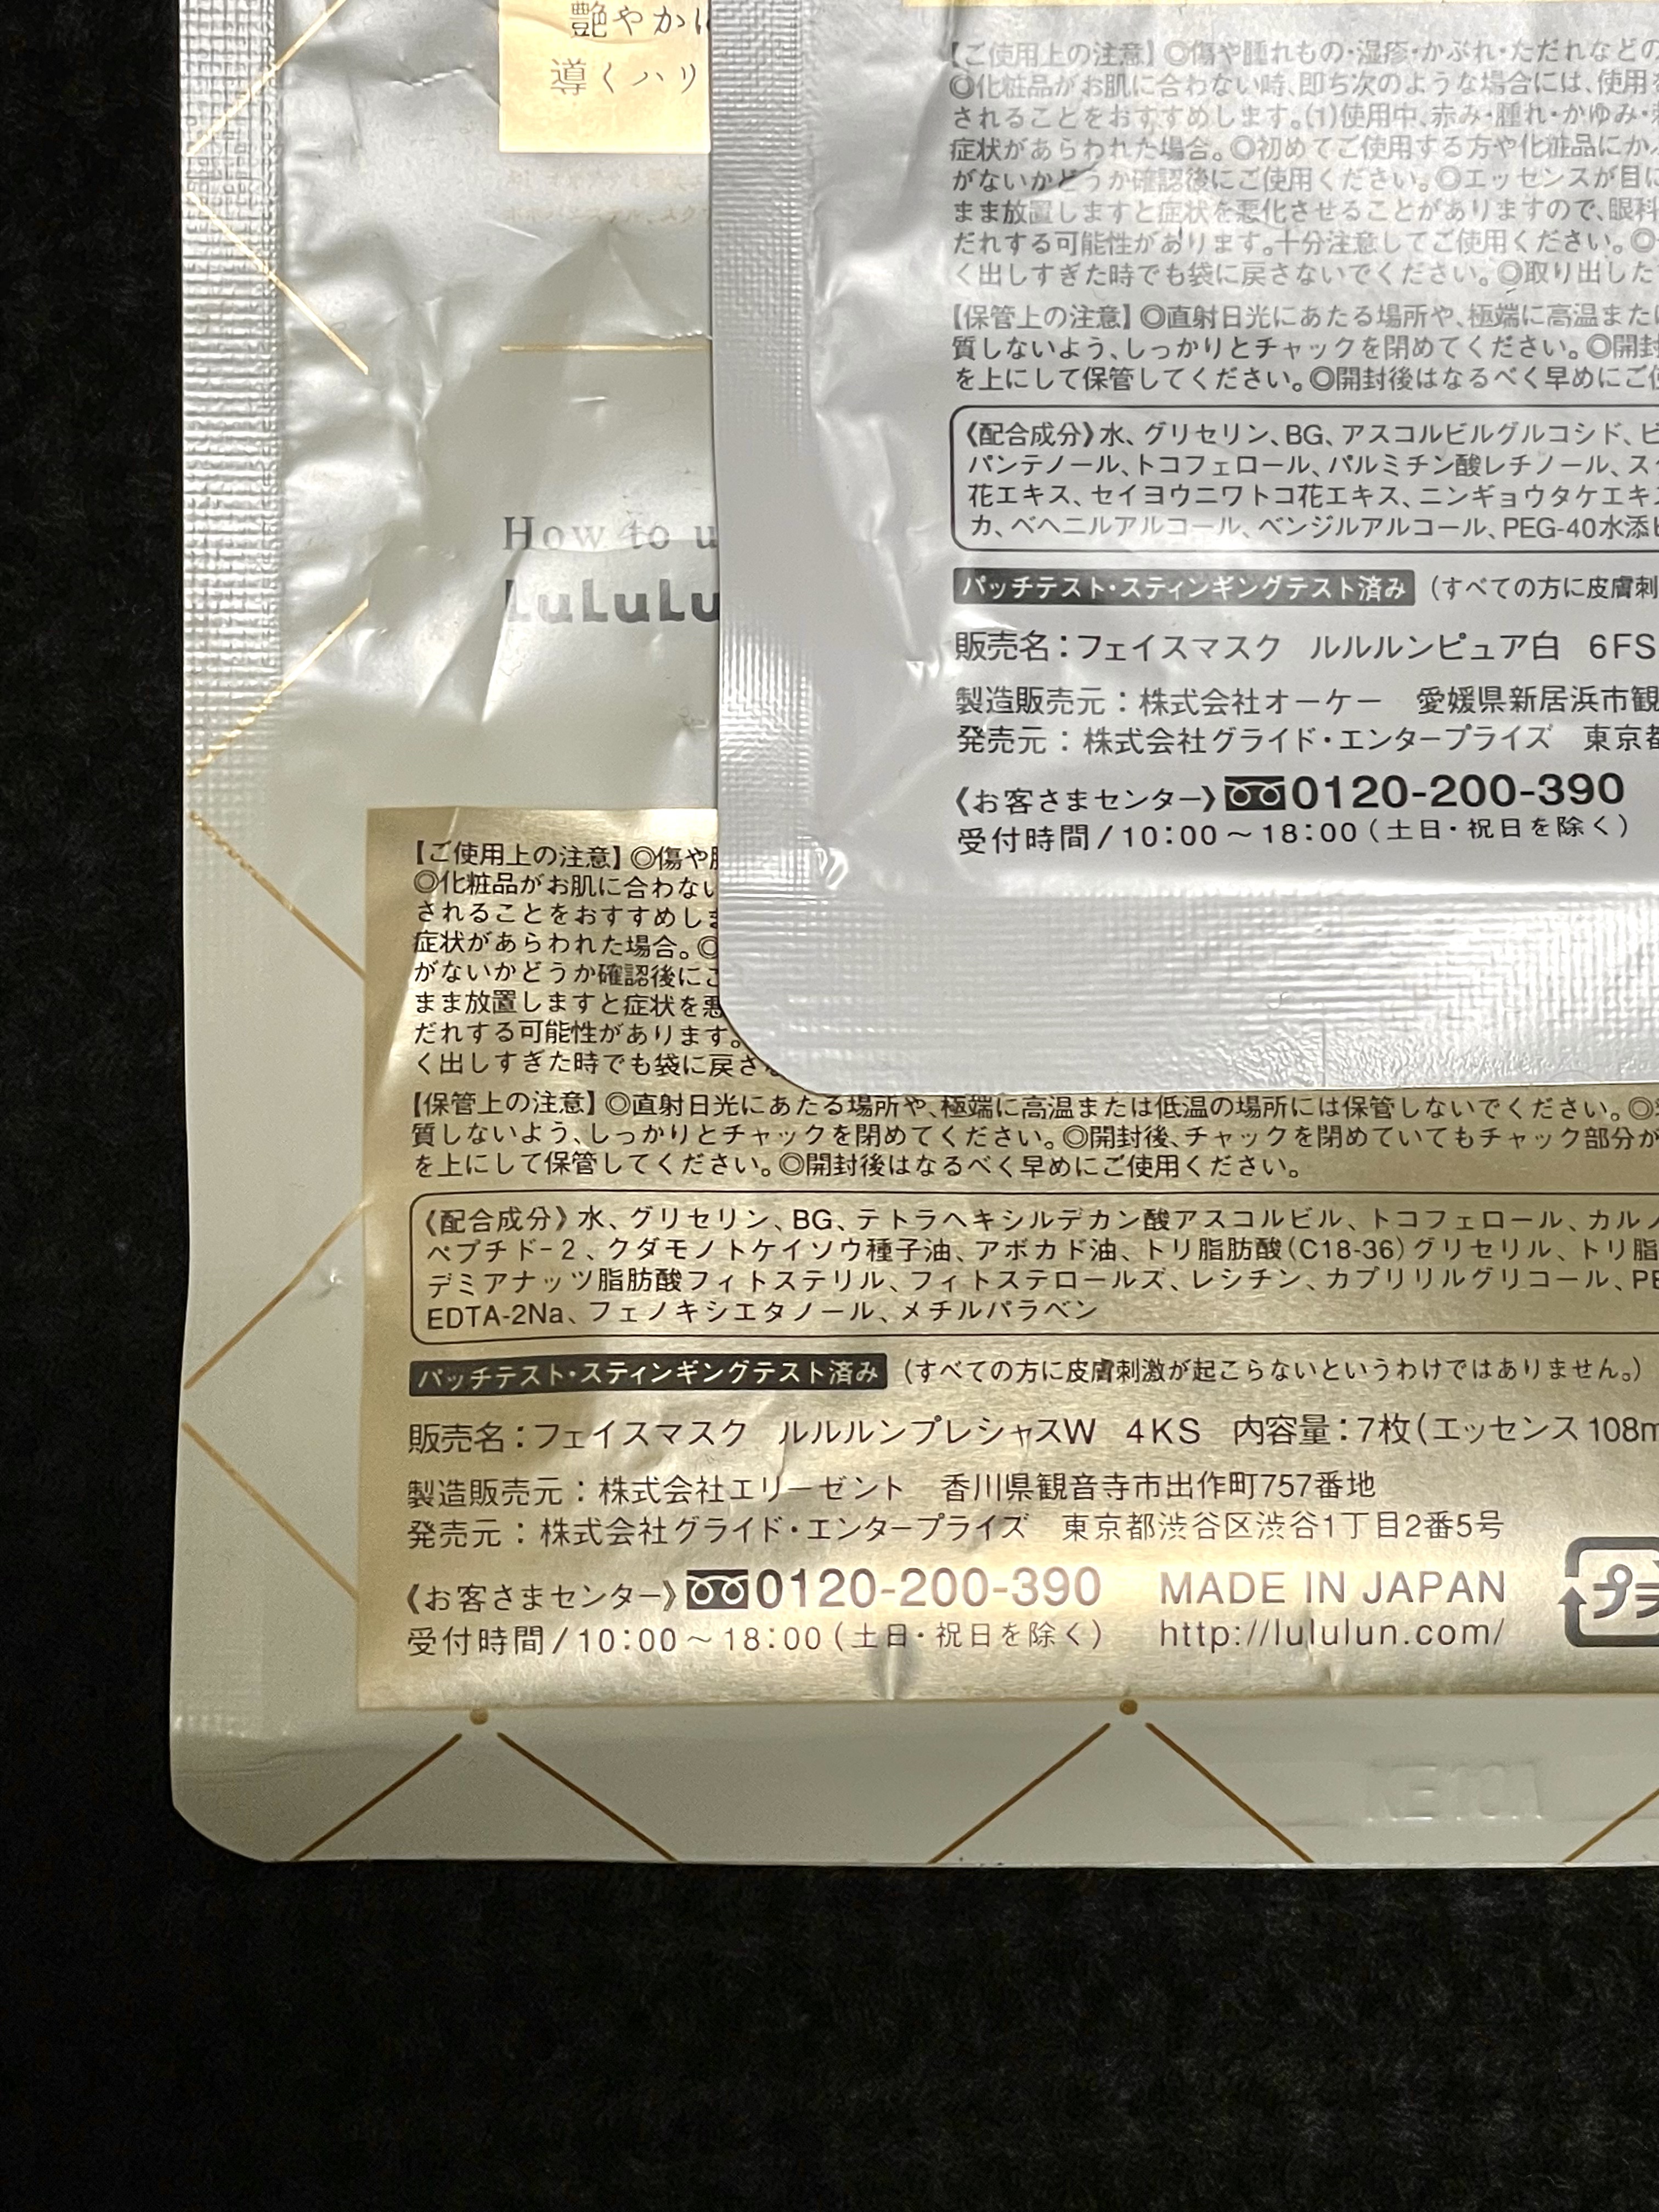 艶やかに
導くハリ
How to u
LuLuLu
【ご使用上の注意】◎傷や腫れもの・湿疹・かぶれ・ただれなどの
◎化粧品がお肌に合わない時、即ち次のような場合には、使用を
されることをおすすめします。(1)使用中、赤み・腫れ・かゆみ・刺
症状があらわれた場合。◎初めてご使用する方や化粧品にかぶ
がないかどうか確認後にご使用ください。◎エッセンスが目に
まま放置しますと症状を悪化させることがありますので、眼科
だれする可能性があります。十分注意してご使用ください。◎
く出しすぎた時でも袋に戻さないでください。◎取り出した
【保管上の注意】◎直射日光にあたる場所や、極端に高温または
質しないよう、しっかりとチャックを閉めてください。◎開封
を上にして保管してください。◎開封後はなるべく早めにご使
《配合成分》水、グリセリン、BG、アスコルビルグルコシド、ピ
パンテノール、トコフェロール、パルミチン酸レチノール、スク
花エキス、セイヨウニワトコ花エキス、ニンギョウタケエキス
カ、ベヘニルアルコール、ベンジルアルコール、PEG-40水添ヒ
パッチテスト・スティンギングテスト済み（すべての方に皮膚刺
販売名：フェイスマスク ルルルンピュア白 6FS
製造販売元：株式会社オーケー 愛媛県新居浜市観
発売元：株式会社グライド・エンタープライズ 東京都
《お客さまセンター》0120-200-390
受付時間/10:00～18:00（土日・祝日を除く）
【ご使用上の注意】◎傷や腫
◎化粧品がお肌に合わない
されることをおすすめしま
症状があらわれた場合。◎
がないかどうか確認後にご
まま放置しますと症状を悪
だれする可能性があります。
く出しすぎた時でも袋に戻さ
【保管上の注意】◎直射日光にあたる場所や、極端に高温または低温の場所には保管しないでください。◎
質しないよう、しっかりとチャックを閉めてください。◎開封後、チャックを閉めていてもチャック部分が
を上にして保管してください。◎開封後はなるべく早めにご使用ください。
《配合成分》水、グリセリン、BG、テトラヘキシルデカン酸アスコルビル、トコフェロール、カルノ
ペプチド-2、クダモノトケイソウ種子油、アボカド油、トリ脂肪酸(C18-36)グリセリル、トリ脂
デミアナッツ脂肪酸フィトステリル、フィトステロールズ、レシチン、カプリリルグリコール、PE
EDTA-2Na、フェノキシエタノール、メチルパラベン
パッチテスト・スティンギングテスト済み（すべての方に皮膚刺激が起こらないというわけではありません。）
販売名：フェイスマスク ルルルンプレシャスW 4KS 内容量：7枚（エッセンス108m
製造販売元：株式会社エリーゼント 香川県観音寺市出作町757番地
発売元：株式会社グライド・エンタープライズ 東京都渋谷区渋谷1丁目2番5号
《お客さまセンター》0120-200-390 MADE IN JAPAN
受付時間/10:00～18:00（土日・祝日を除く） http://lululun.com/
プラ